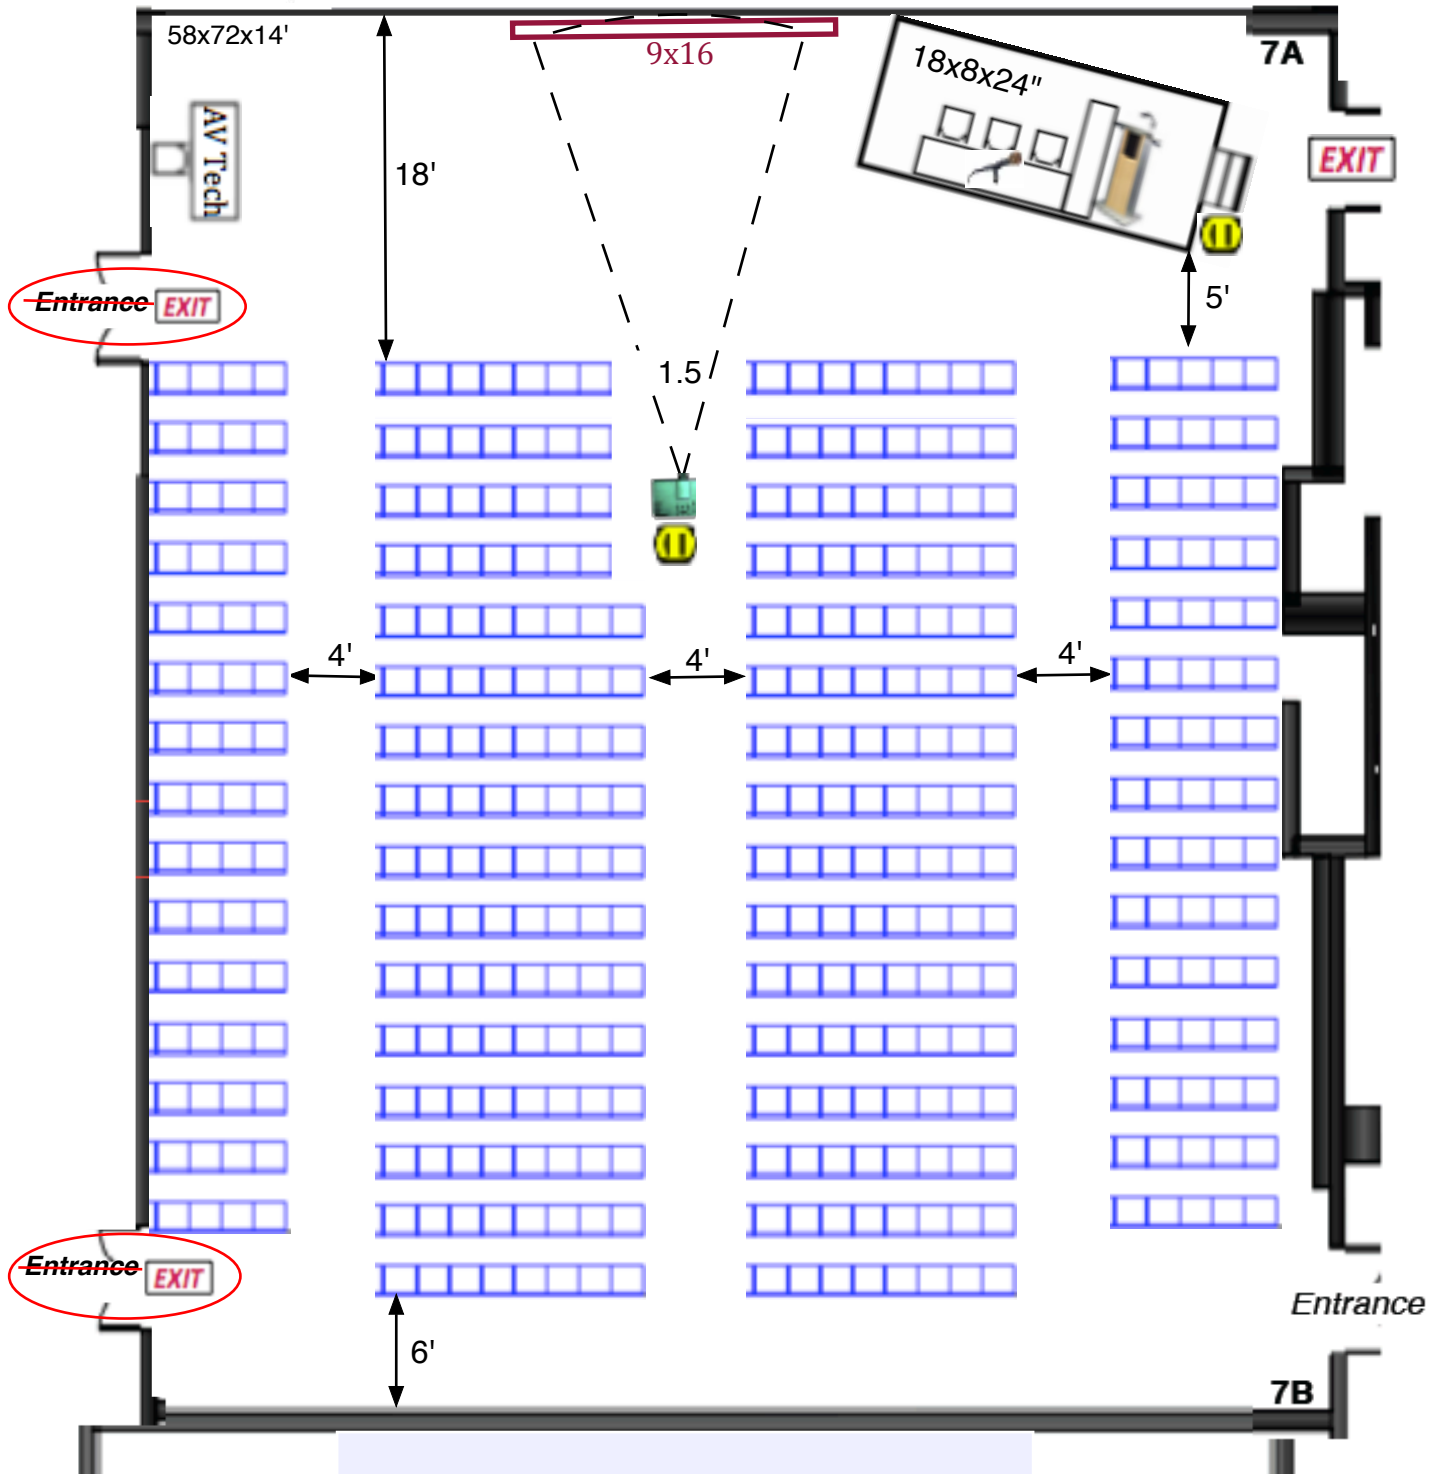 58x72x14'
9x16
18x8x24"
7A
AV Tech
18'
EXIT
Entrance EXIT
5'
1.5
4'
4'
4'
Entrance EXIT
Entrance
6'
7B